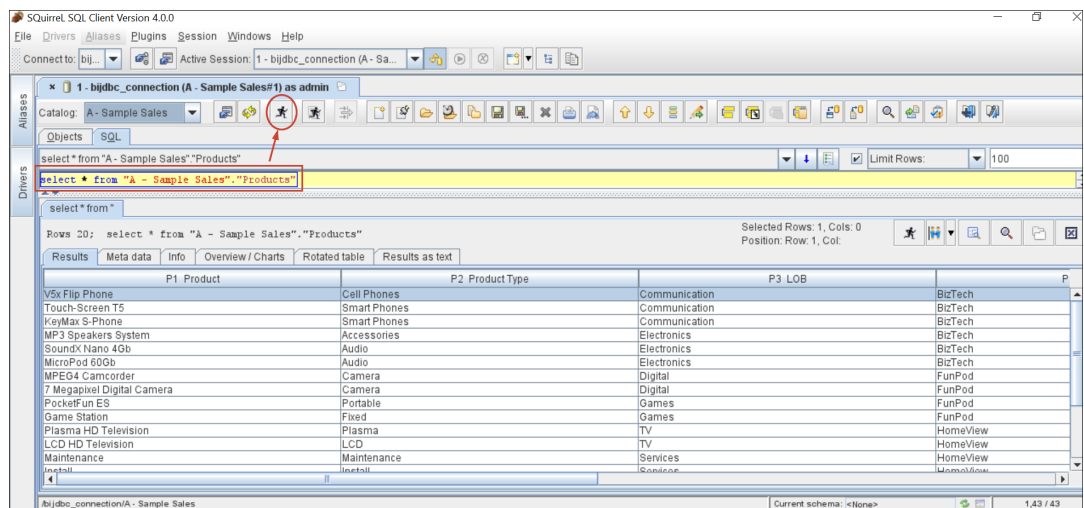 SQuirreL SQL Client Version 4.0.0
File Drivers Aliases Plugins Session Windows Help
Connect to: bij... Active Session: 1 - bijdbc_connection (A - Sa...
Aliases
Drivers
1 - bijdbc_connection (A - Sample Sales#1) as admin
Catalog: A - Sample Sales
Objects SQL
select * from "A - Sample Sales"."Products" Limit Rows: 100
select * from "A - Sample Sales"."Products"
select * from "
Rows 20; select * from "A - Sample Sales"."Products"
Selected Rows: 1, Cols: 0
Position: Row: 1, Col:
Results Meta data Info Overview / Charts Rotated table Results as text
P1 Product P2 Product Type P3 LOB P
V5x Flip Phone Cell Phones Communication BizTech
Touch-Screen T5 Smart Phones Communication BizTech
KeyMax S-Phone Smart Phones Communication BizTech
MP3 Speakers System Accessories Electronics BizTech
SoundX Nano 4Gb Audio Electronics BizTech
MicroPod 60Gb Audio Electronics BizTech
MPEG4 Camcorder Camera Digital FunPod
7 Megapixel Digital Camera Camera Digital FunPod
PocketFun ES Portable Games FunPod
Game Station Fixed Games FunPod
Plasma HD Television Plasma TV HomeView
LCD HD Television LCD TV HomeView
Maintenance Maintenance Services HomeView
Install Install Services HomeView
/bijdbc_connection/A - Sample Sales Current schema: <None> 1,43 / 43